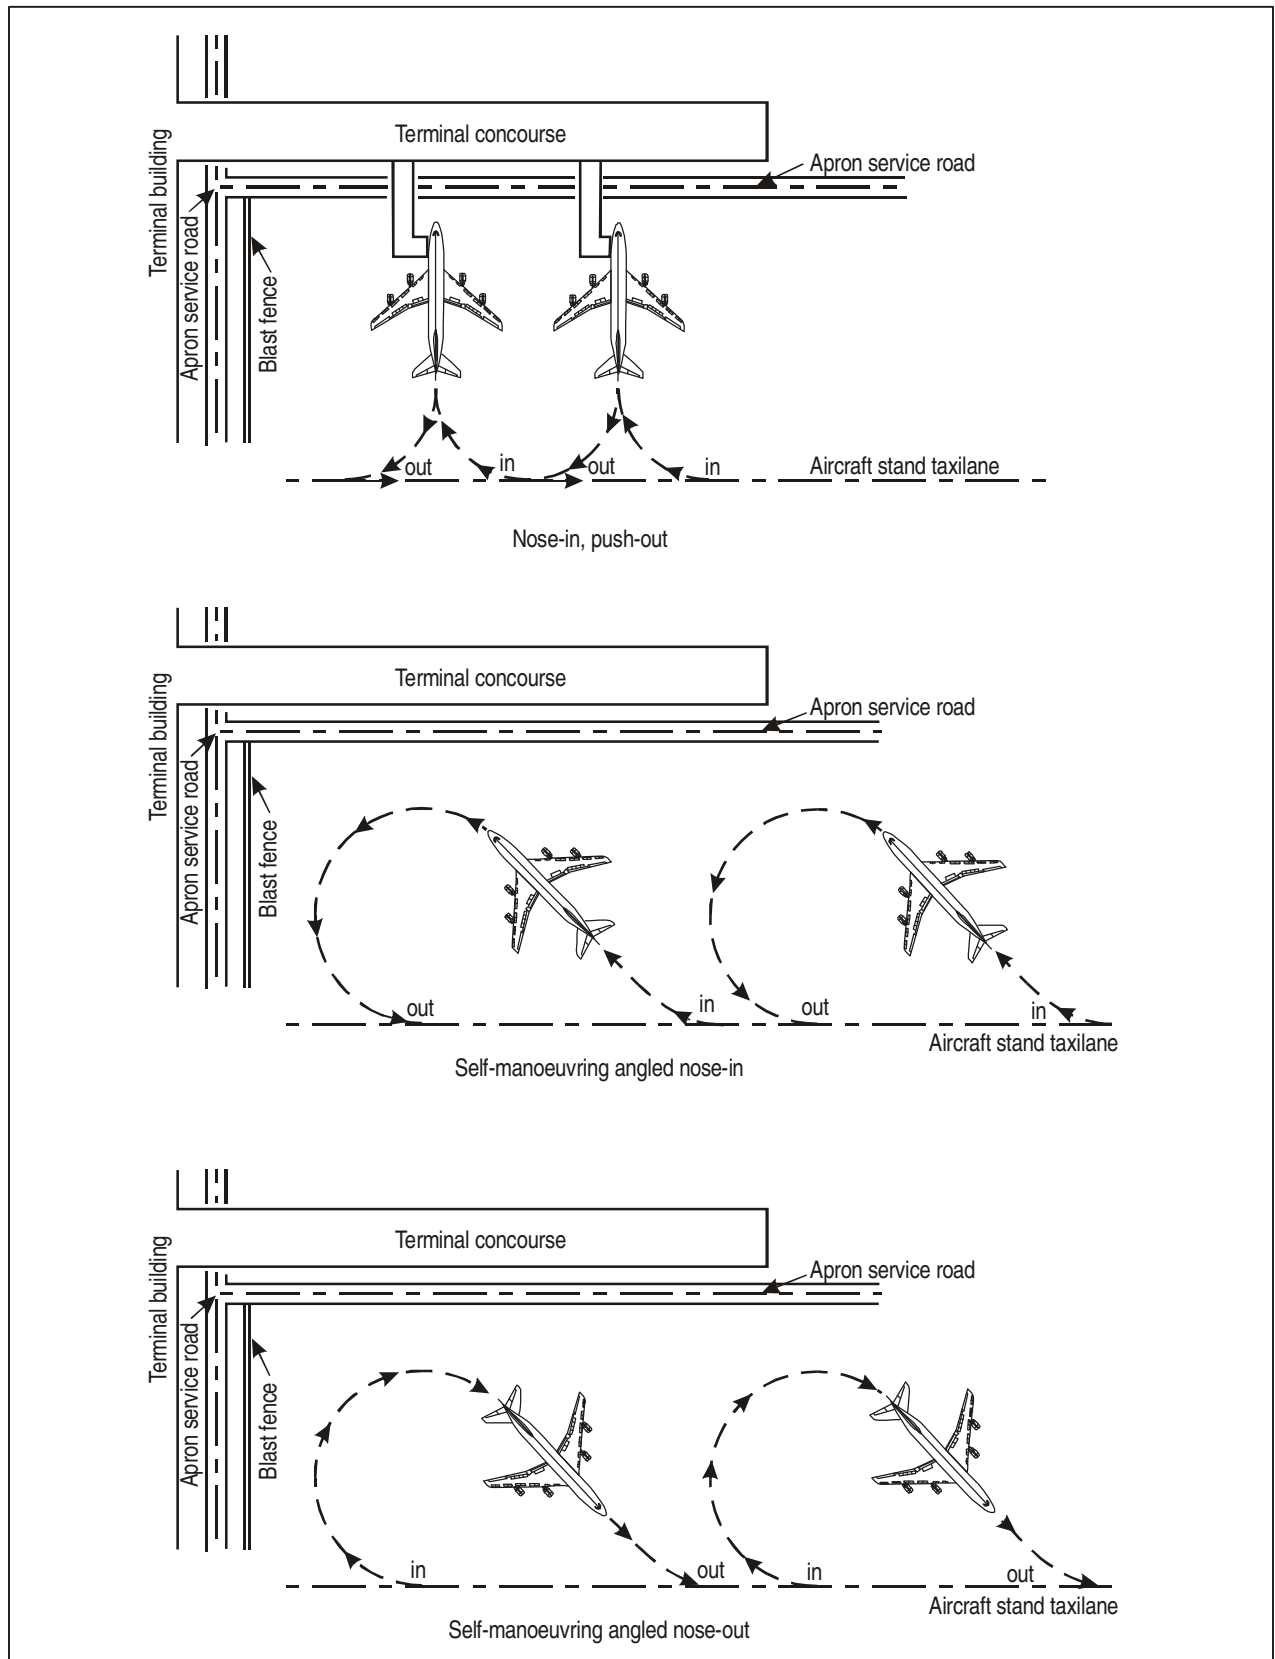 Terminal concourse
Apron service road
Terminal building
Apron service road
Blast fence
out
in
out
in
Aircraft stand taxilane
Nose-in, push-out
Terminal concourse
Apron service road
Terminal building
Apron service road
Blast fence
out
in
out
in
Aircraft stand taxilane
Self-manoeuvring angled nose-in
Terminal concourse
Apron service road
Terminal building
Apron service road
Blast fence
in
out
in
out
Aircraft stand taxilane
Self-manoeuvring angled nose-out